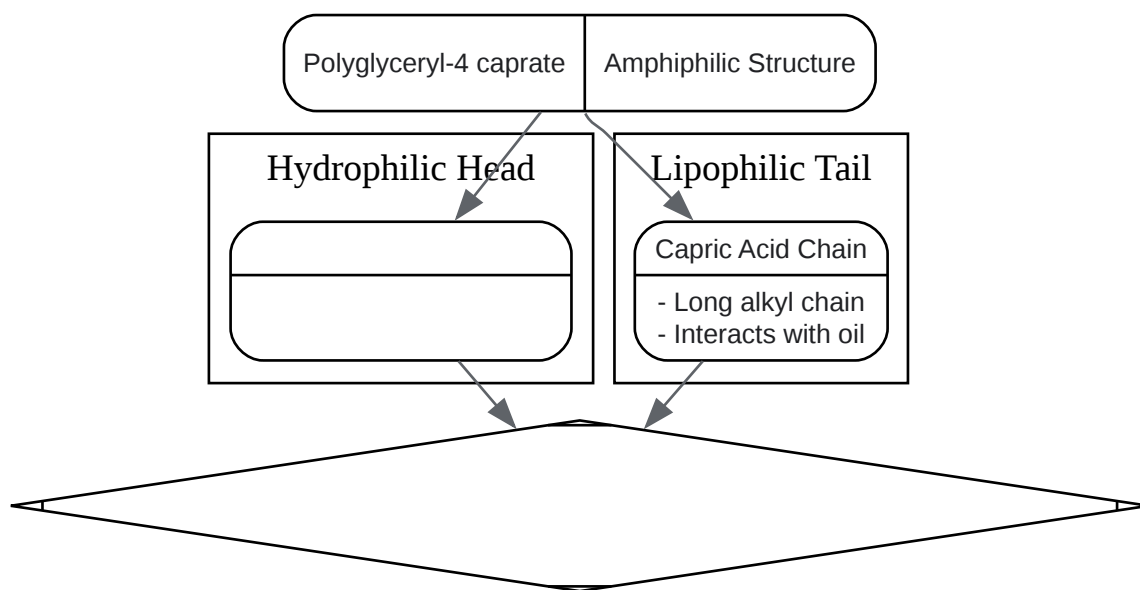 Polyglyceryl-4 caprate
Amphiphilic Structure
Hydrophilic Head
Lipophilic Tail
Capric Acid Chain
- Long alkyl chain
- Interacts with oil